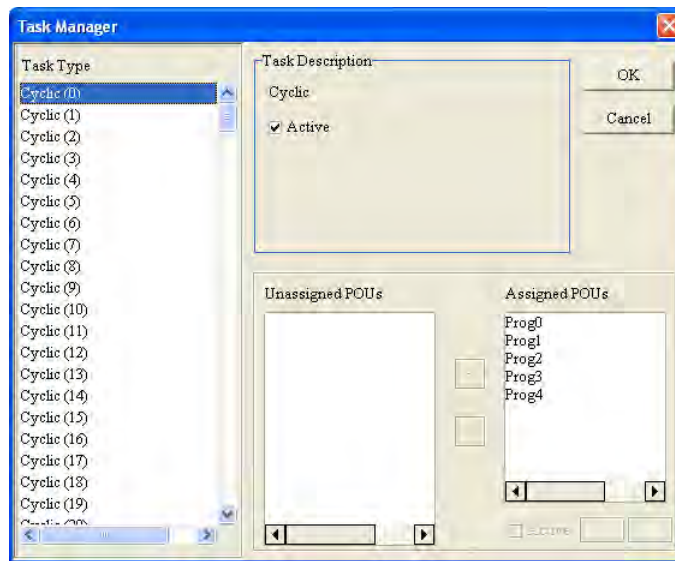 Task Manager
Task Type
Cyclic (0)
Cyclic (1)
Cyclic (2)
Cyclic (3)
Cyclic (4)
Cyclic (5)
Cyclic (6)
Cyclic (7)
Cyclic (8)
Cyclic (9)
Cyclic (10)
Cyclic (11)
Cyclic (12)
Cyclic (13)
Cyclic (14)
Cyclic (15)
Cyclic (16)
Cyclic (17)
Cyclic (18)
Cyclic (19)
Cyclic (20)
Task Description
Cyclic
Active
OK
Cancel
Unassigned POUs
Assigned POUs
Prog0
Prog1
Prog2
Prog3
Prog4
Active